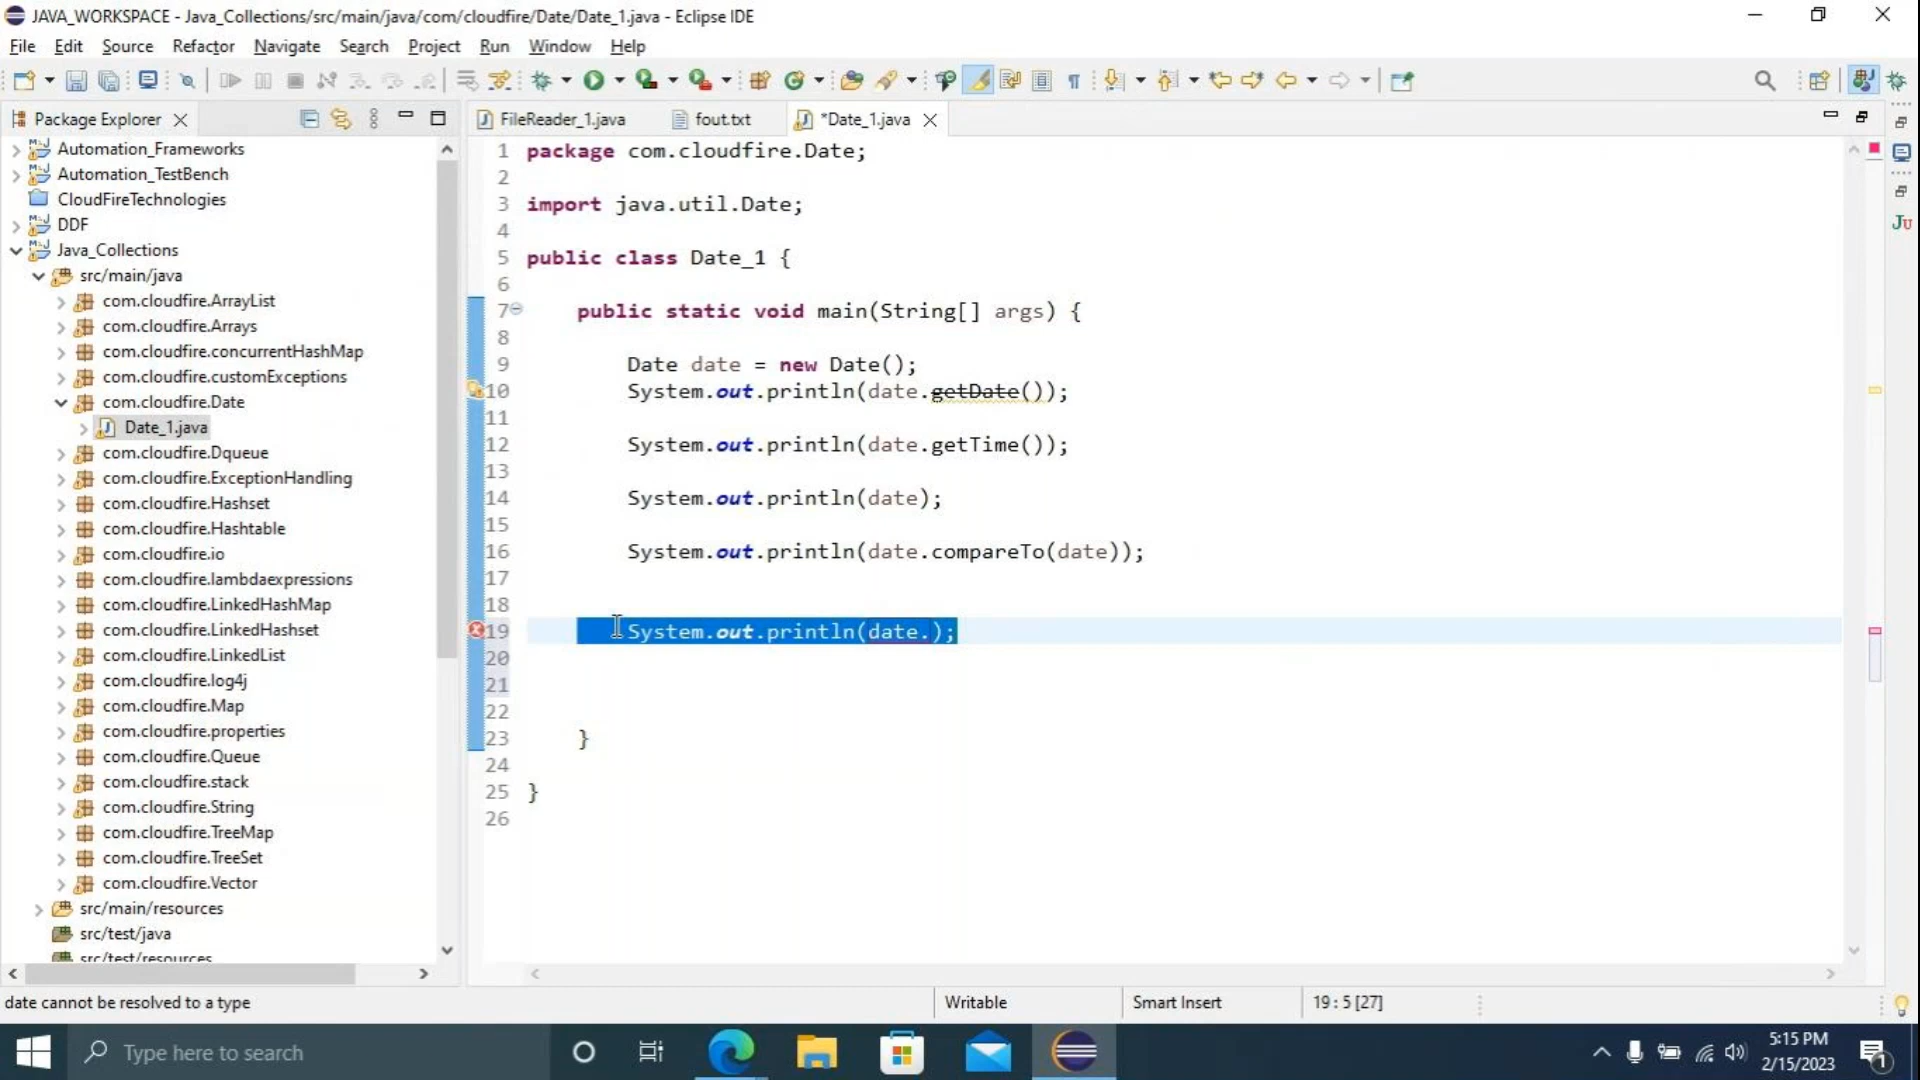 JAVA_WORKSPACE - Java_Collections/src/main/java/com/cloudfire/Date/Date_1.java - Eclipse IDE
File Edit Source Refactor Navigate Search Project Run Window Help
Package Explorer
FileReader_1.java
fout.txt
*Date_1.java
Automation_Frameworks
Automation_TestBench
CloudFireTechnologies
DDF
Java_Collections
src/main/java
com.cloudfire.ArrayList
com.cloudfire.Arrays
com.cloudfire.concurrentHashMap
com.cloudfire.customExceptions
com.cloudfire.Date
Date_1.java
com.cloudfire.Dqueue
com.cloudfire.ExceptionHandling
com.cloudfire.Hashset
com.cloudfire.Hashtable
com.cloudfire.io
com.cloudfire.lambdaexpressions
com.cloudfire.LinkedHashMap
com.cloudfire.LinkedHashset
com.cloudfire.LinkedList
com.cloudfire.log4j
com.cloudfire.Map
com.cloudfire.properties
com.cloudfire.Queue
com.cloudfire.stack
com.cloudfire.String
com.cloudfire.TreeMap
com.cloudfire.TreeSet
com.cloudfire.Vector
src/main/resources
src/test/java
src/test/resources
1 package com.cloudfire.Date;
2
3 import java.util.Date;
4
5 public class Date_1 {
6
7 public static void main(String[] args) {
8
9 Date date = new Date();
10 System.out.println(date.getDate());
11
12 System.out.println(date.getTime());
13
14 System.out.println(date);
15
16 System.out.println(date.compareTo(date));
17
18
19 System.out.println(date.);
20
21
22
23 }
24
25 }
26
Ju
date cannot be resolved to a type
Writable
Smart Insert
19 : 5 [27]
Type here to search
5:15 PM
2/15/2023
1